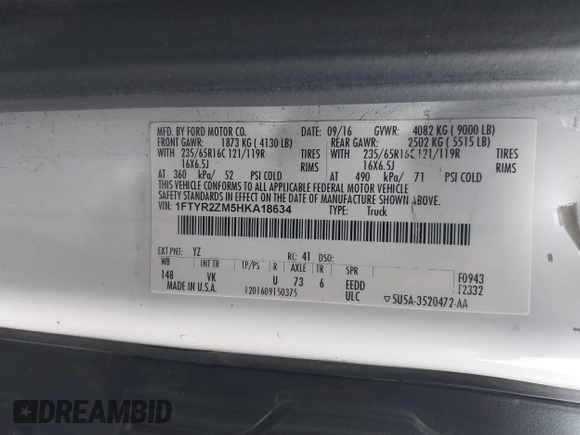 MFD. BY FORD MOTOR CO. 09/16 GVWR: 4082 KG ( 9000 LB)
FRONT GAWR: 1873 KG ( 4130 LB) REAR GAWR: 2502 KG ( 5515 LB)
WITH WITH
235/65R16C 121/119R TIRES 235/65R16C 121/119R TIRES
16X6.5J RIMS 16X6.5J RIMS
AT 360 kPa/ 52 PSI COLD AT 490 kPa/ 71 PSI COLD
THIS VEHICLE CONFORMS TO ALL APPLICABLE FEDERAL MOTOR VEHICLE
SAFETY STANDARDS IN EFFECT ON THE DATE OF MANUFACTURE SHOWN ABOVE.
VIN: 1FTYR2ZM5HKA18634 TYPE: Truck
EXT PNT: YZ RC: 41
WB INT TR TP/PS R AXLE TR SPR F0943
148 VK U 73 6 EEDD I2332
MADE IN U.S.A. 1201609150375 ULC 5U5A-3520472-AA
DREAMBID